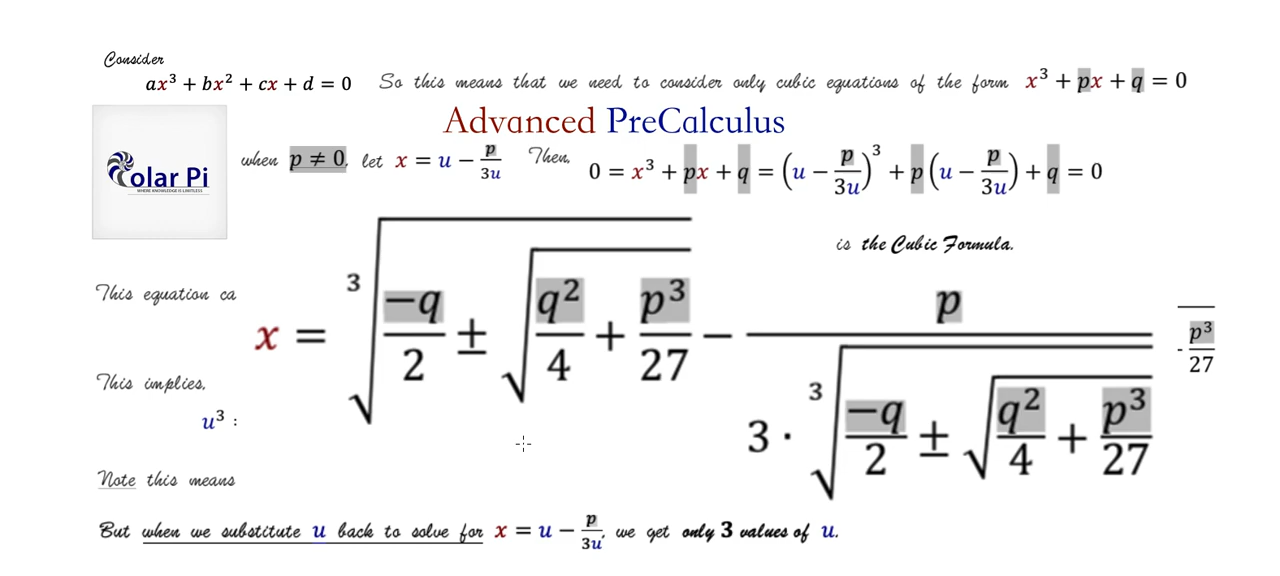 Consider
ax³ + bx² + cx + d = 0 So this means that we need to consider only cubic equations of the form x³ + px + q = 0
Advanced PreCalculus
olar Pi
WHERE KNOWLEDGE IS LIMITLESS
when p ≠ 0, let x = u − p/3u Then, 0 = x³ + px + q = (u − p/3u)³ + p(u − p/3u) + q = 0
is the Cubic Formula.
This equation ca
x = ∛(−q/2 ± √(q²/4 + p³/27)) − p/(3 · ∛(−q/2 ± √(q²/4 + p³/27)))
p³/27
This implies,
u³ :
Note this means
But when we substitute u back to solve for x = u − p/3u, we get only 3 values of u.